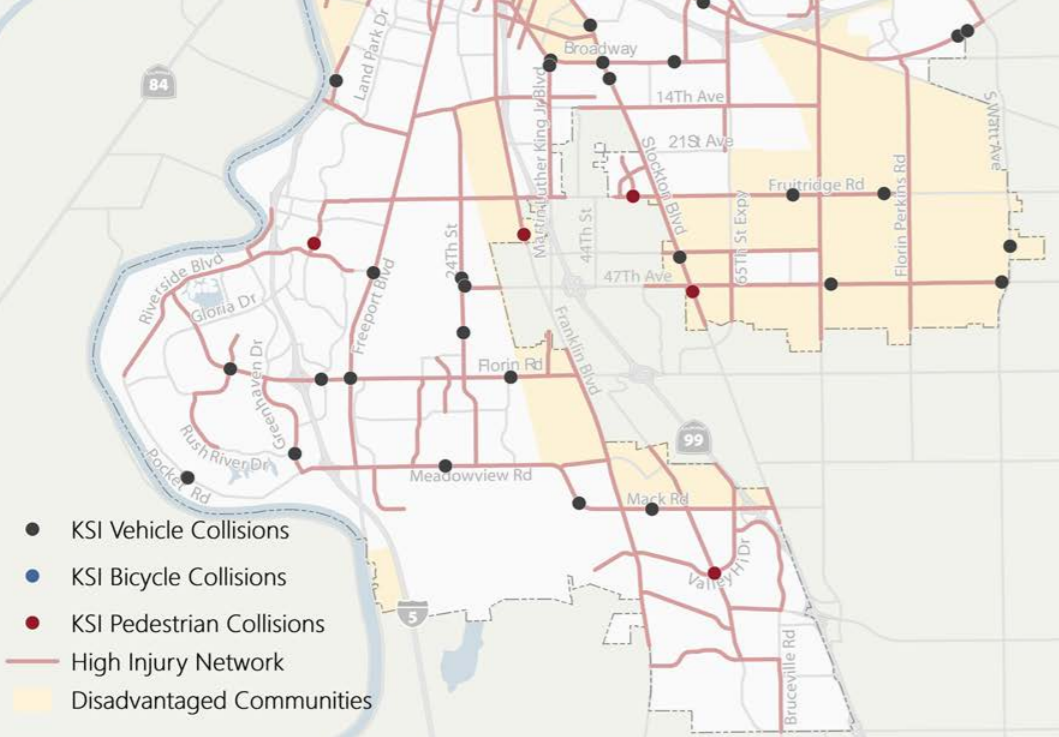 Land Park Dr
Broadway
84
14Th Ave
S Watt Ave
Martin Luther King Jr Blvd
21St Ave
Stockton Blvd
Fruitridge Rd
Florin Perkins Rd
65Th St Expy
44Th St
24Th St
47Th Ave
Riverside Blvd
Gloria Dr
Freeport Blvd
Franklin Blvd
Florin Rd
Greenhaven Dr
99
Rush River Dr
Pocket Rd
Meadowview Rd
Mack Rd
Valley Hi Dr
5
Bruceville Rd
KSI Vehicle Collisions
KSI Bicycle Collisions
KSI Pedestrian Collisions
High Injury Network
Disadvantaged Communities